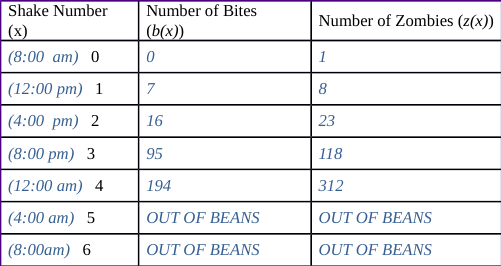 Shake Number Number of Bites Number of Zombies (z(x))
(x) (b(x))
(8:00 am) 0 0 1
(12:00 pm) 1 7 8
(4:00 pm) 2 16 23
(8:00 pm) 3 95 118
(12:00 am) 4 194 312
(4:00 am) 5 OUT OF BEANS OUT OF BEANS
(8:00am) 6 OUT OF BEANS OUT OF BEANS